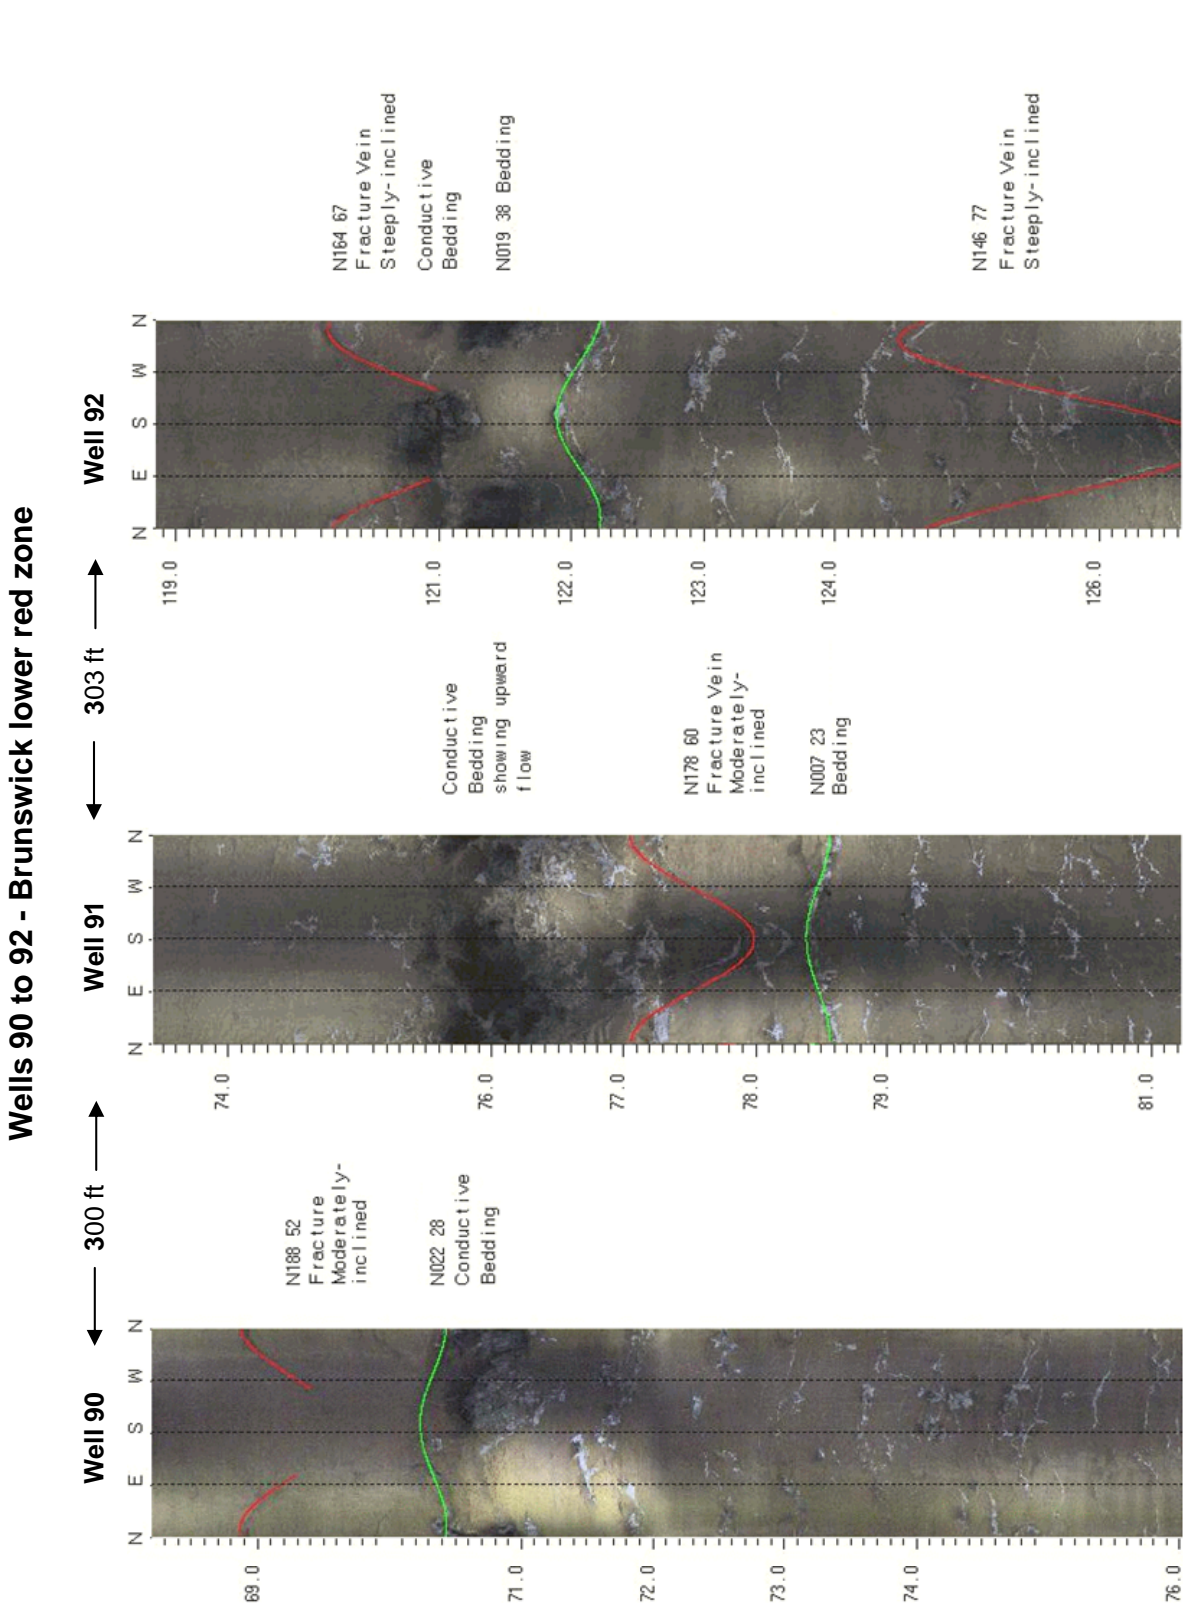 Wells 90 to 92 - Brunswick lower red zone
Well 90
300 ft
Well 91
303 ft
Well 92
N E S W N
69.0
71.0
72.0
73.0
74.0
76.0
N188 52
Fracture
Moderately-
inclined
N022 28
Conductive
Bedding
N E S W N
74.0
76.0
77.0
78.0
79.0
81.0
Conductive
Bedding
showing upward
flow
N178 60
Fracture Vein
Moderately-
inclined
N007 23
Bedding
N E S W N
119.0
121.0
122.0
123.0
124.0
126.0
N164 67
Fracture Vein
Steeply-inclined
Conductive
Bedding
N019 38 Bedding
N146 77
Fracture Vein
Steeply-inclined